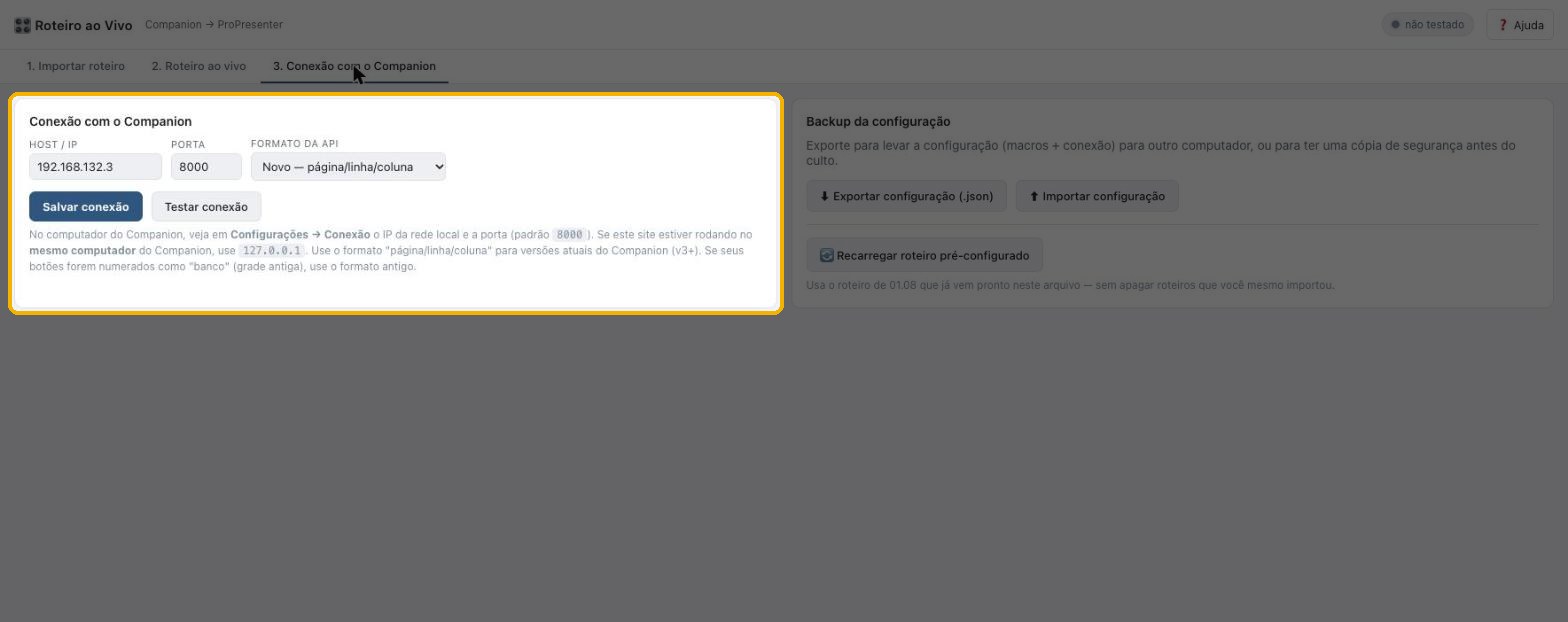 Roteiro ao Vivo Companion → ProPresenter
não testado
❓ Ajuda
1. Importar roteiro
2. Roteiro ao vivo
3. Conexão com o Companion
Conexão com o Companion
HOST / IP
PORTA
FORMATO DA API
192.168.132.3
8000
Novo — página/linha/coluna
Salvar conexão
Testar conexão
No computador do Companion, veja em Configurações → Conexão o IP da rede local e a porta (padrão 8000). Se este site estiver rodando no
mesmo computador do Companion, use 127.0.0.1. Use o formato "página/linha/coluna" para versões atuais do Companion (v3+). Se seus
botões forem numerados como "banco" (grade antiga), use o formato antigo.
Backup da configuração
Exporte para levar a configuração (macros + conexão) para outro computador, ou para ter uma cópia de segurança antes do
culto.
⬇ Exportar configuração (.json)
⬆ Importar configuração
🔄 Recarregar roteiro pré-configurado
Usa o roteiro de 01.08 que já vem pronto neste arquivo — sem apagar roteiros que você mesmo importou.